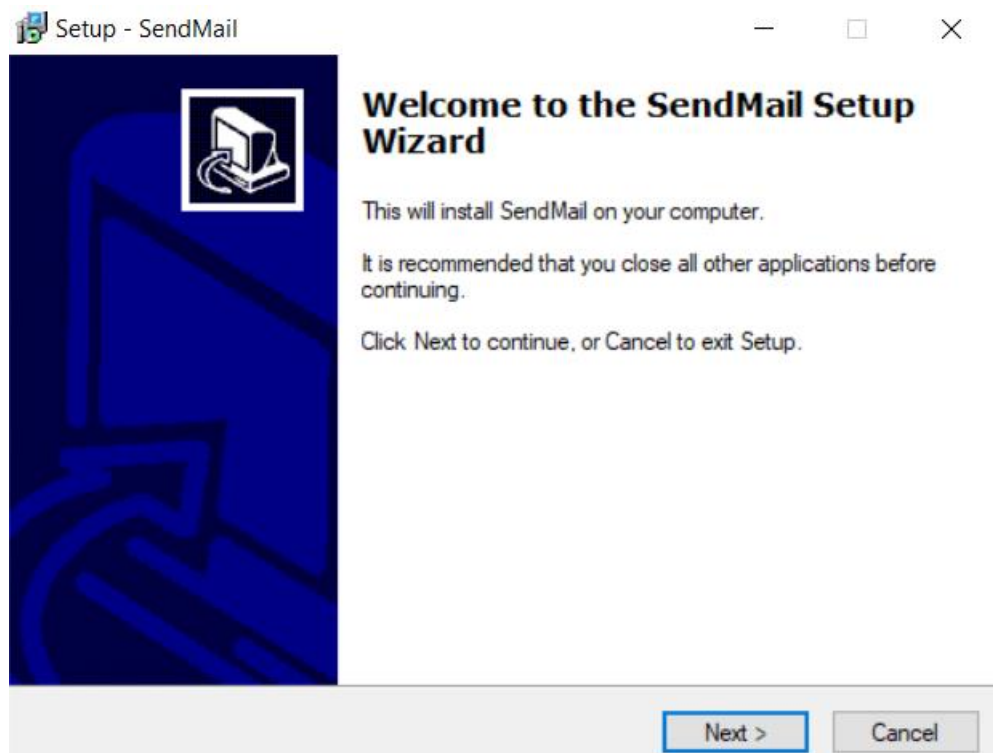 Setup - SendMail
Welcome to the SendMail Setup
Wizard
This will install SendMail on your computer.
It is recommended that you close all other applications before
continuing.
Click Next to continue, or Cancel to exit Setup.
Next >
Cancel